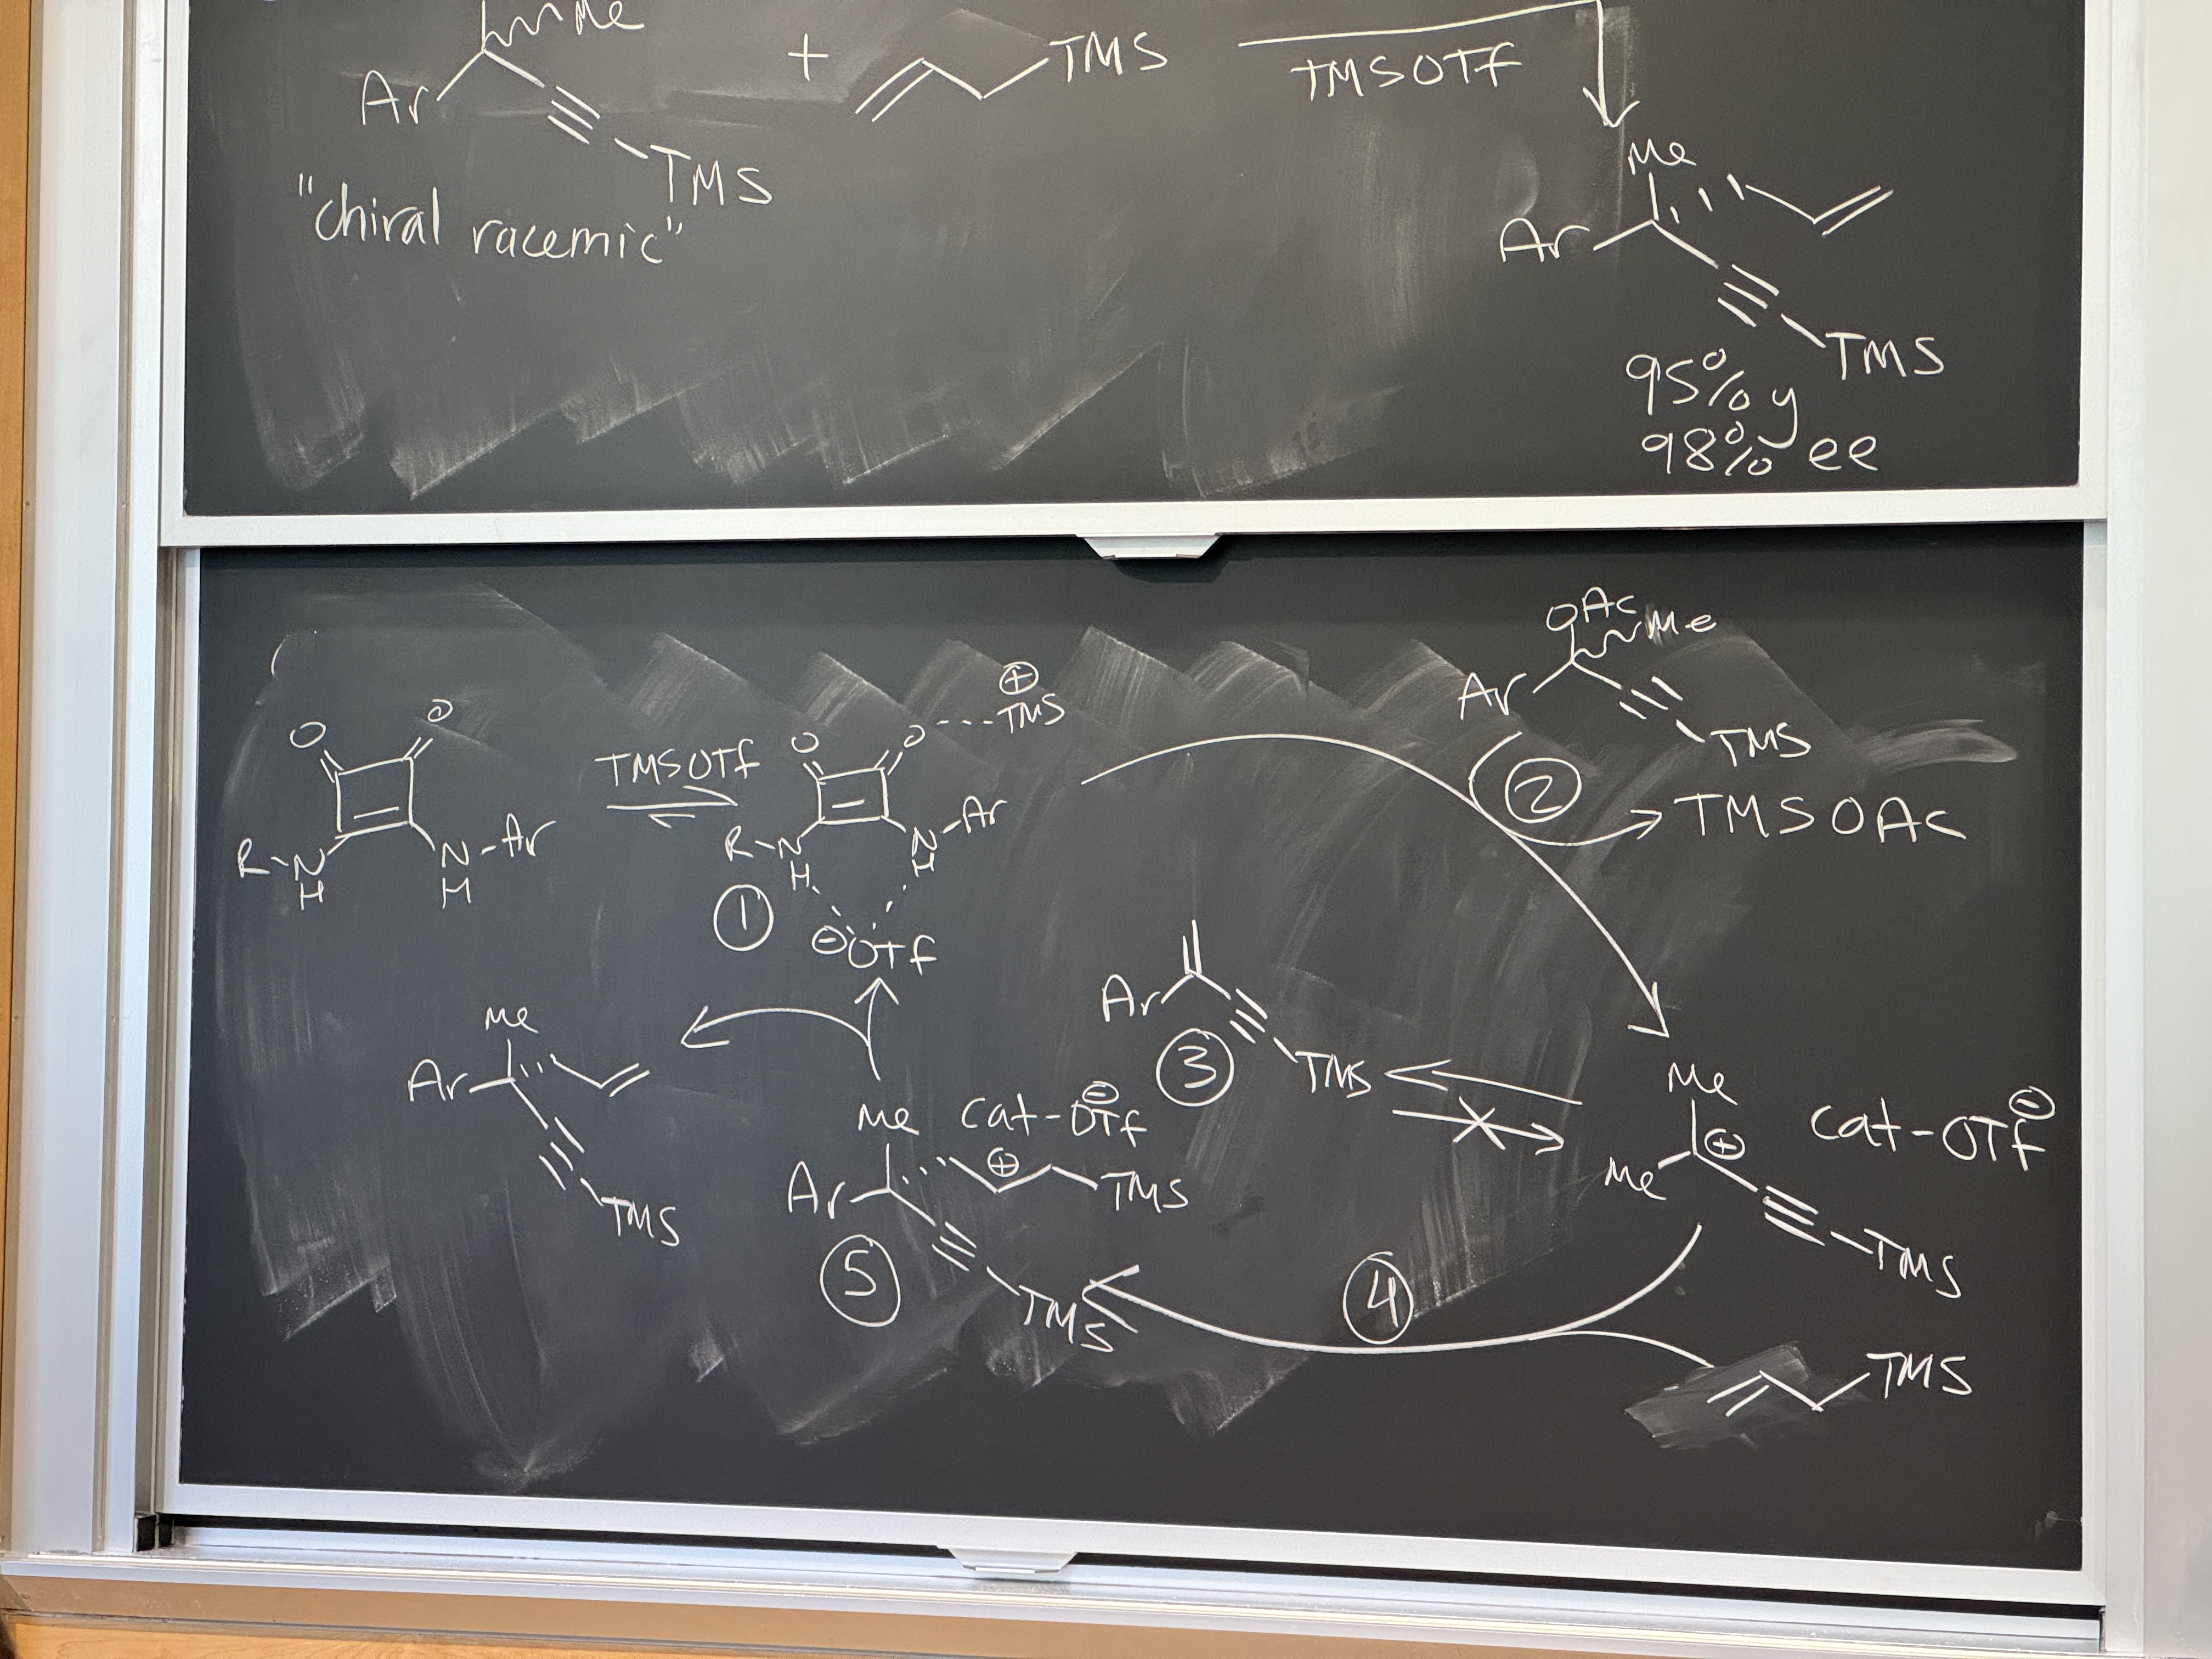 Me
Ar
TMS
"chiral racemic"
+
TMS
TMSOTf
Me
Ar
TMS
95% y
98% ee
O O
R-N
H
N-Ar
H
TMSOTf
O O---TMS
⊕
R-N
H
N-Ar
H
①
⊖OTf
OAc
Me
Ar
TMS
②
TMSOAc
Ar
③
TMS
Me
⊕
Me
TMS
cat-OTf
⊖
④
TMS
Me
cat-OTf
⊖
Ar
⊕
TMS
⑤
TMS
Me
Ar
TMS